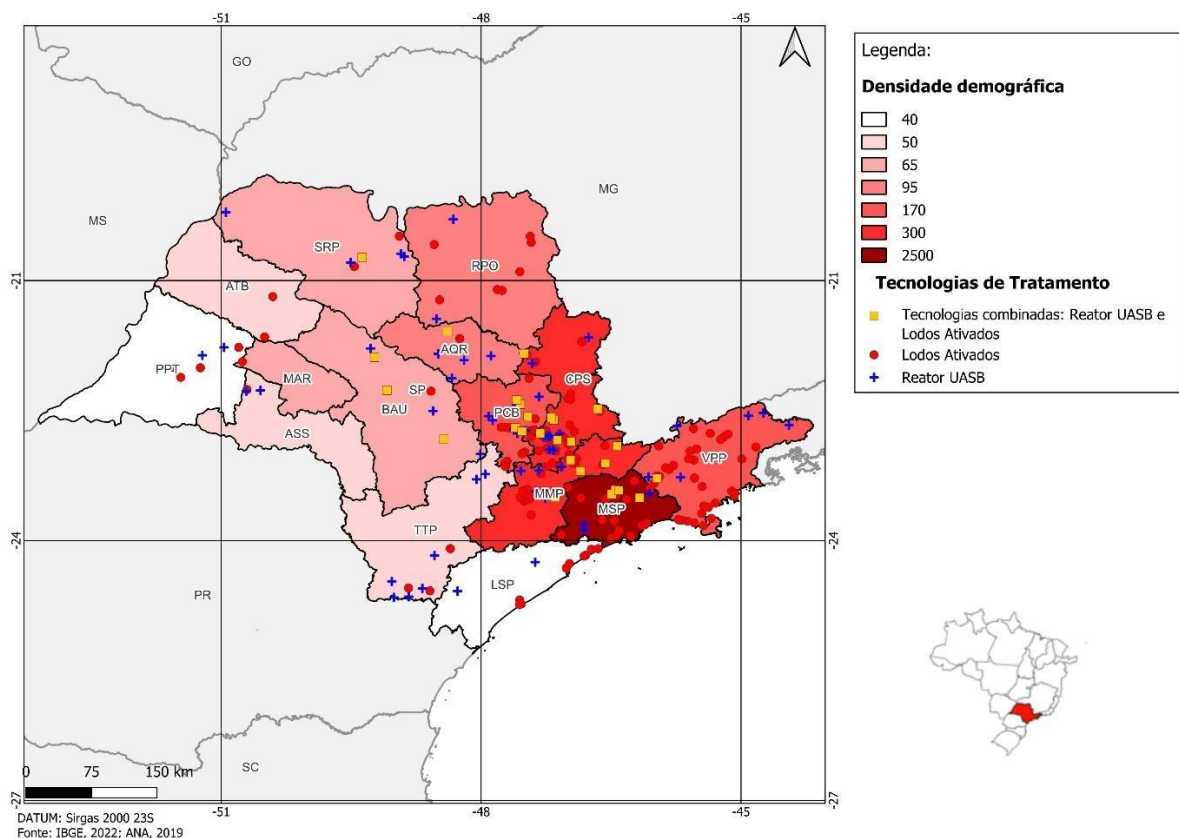 -51
-48
-45
GO
MG
MS
SRP
RPO
-21
-21
ATB
AQR
PPT
MAR
SP
CPS
BAU
PCB
ASS
VPP
MMP
MSP
TTP
-24
-24
LSP
PR
SC
0 75 150 km
-27
-27
-51
-48
-45
DATUM: Sirgas 2000 23S
Fonte: IBGE, 2022; ANA, 2019
Legenda:
Densidade demográfica
40
50
65
95
170
300
2500
Tecnologias de Tratamento
Tecnologias combinadas: Reator UASB e
Lodos Ativados
Lodos Ativados
Reator UASB